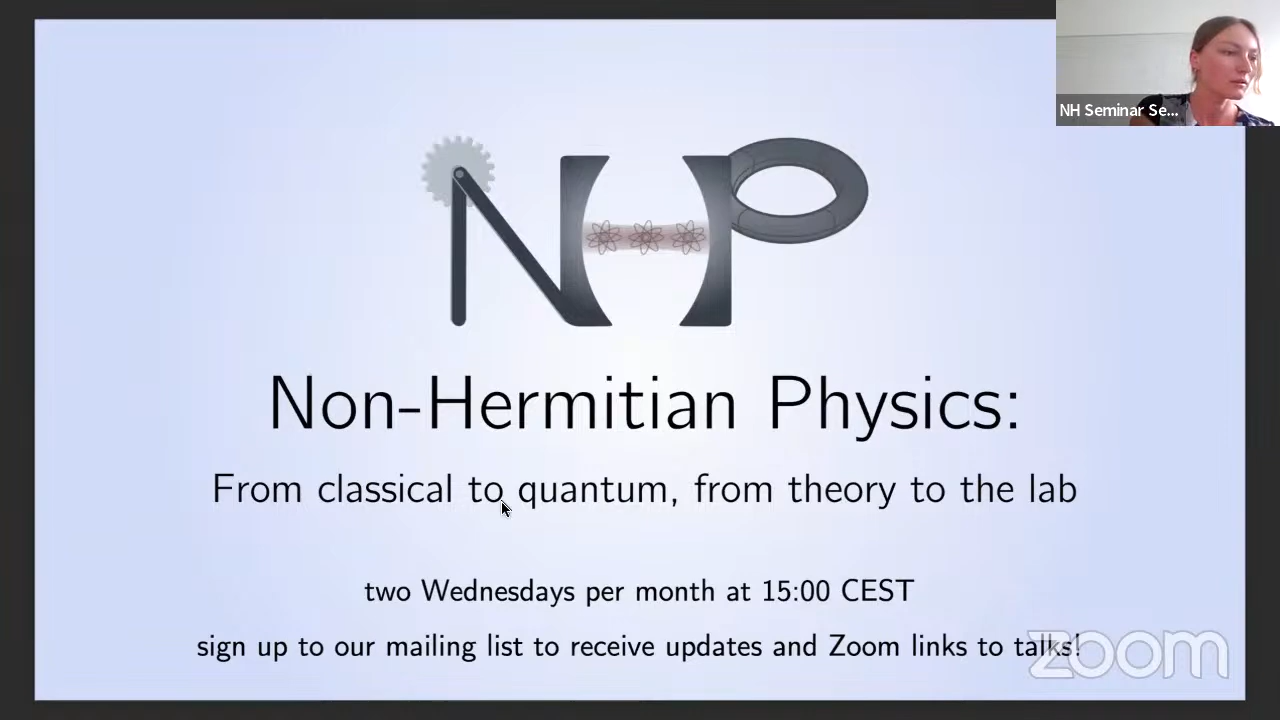 NH Seminar Se...
NHP
Non-Hermitian Physics:
From classical to quantum, from theory to the lab
two Wednesdays per month at 15:00 CEST
sign up to our mailing list to receive updates and Zoom links to talks!
zoom